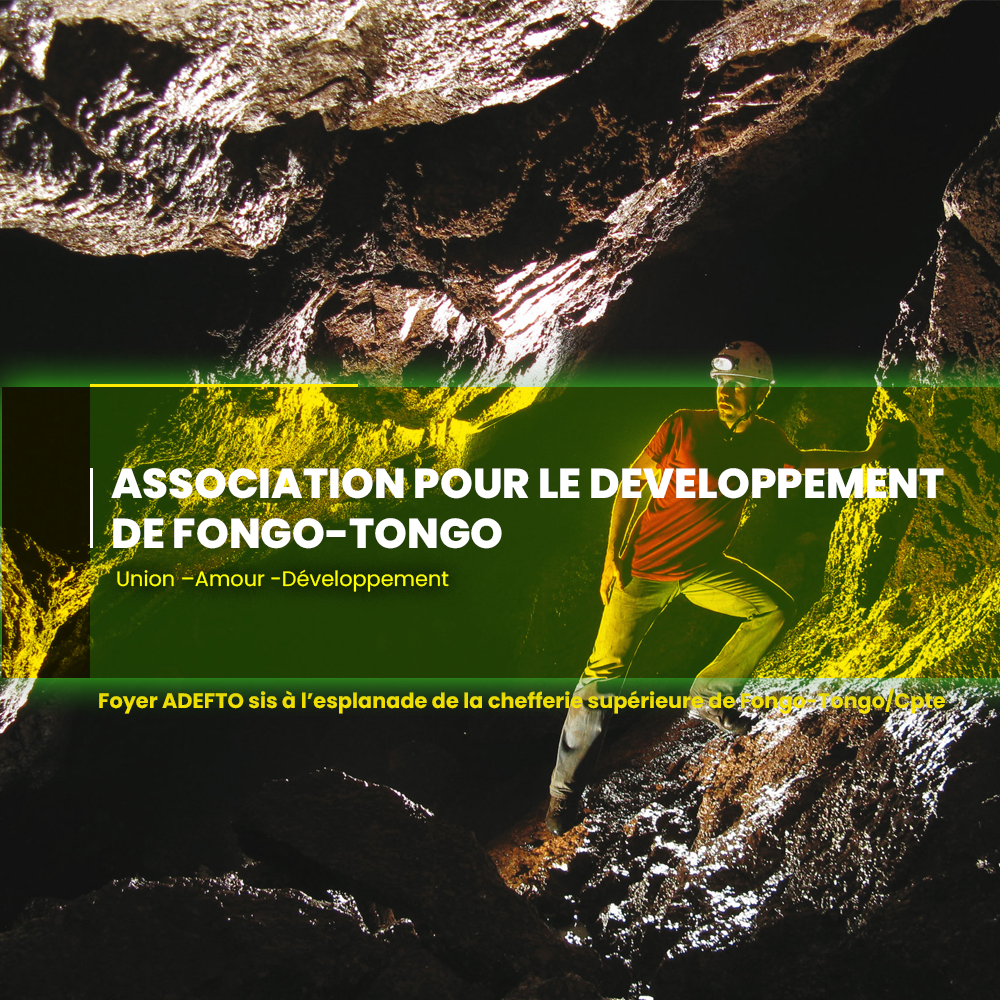 ASSOCIATION POUR LE DEVELOPPEMENT
DE FONGO-TONGO
Union –Amour -Développement
Foyer ADEFTO sis à l’esplanade de la chefferie supérieure de Fongo-Tongo/Cpte